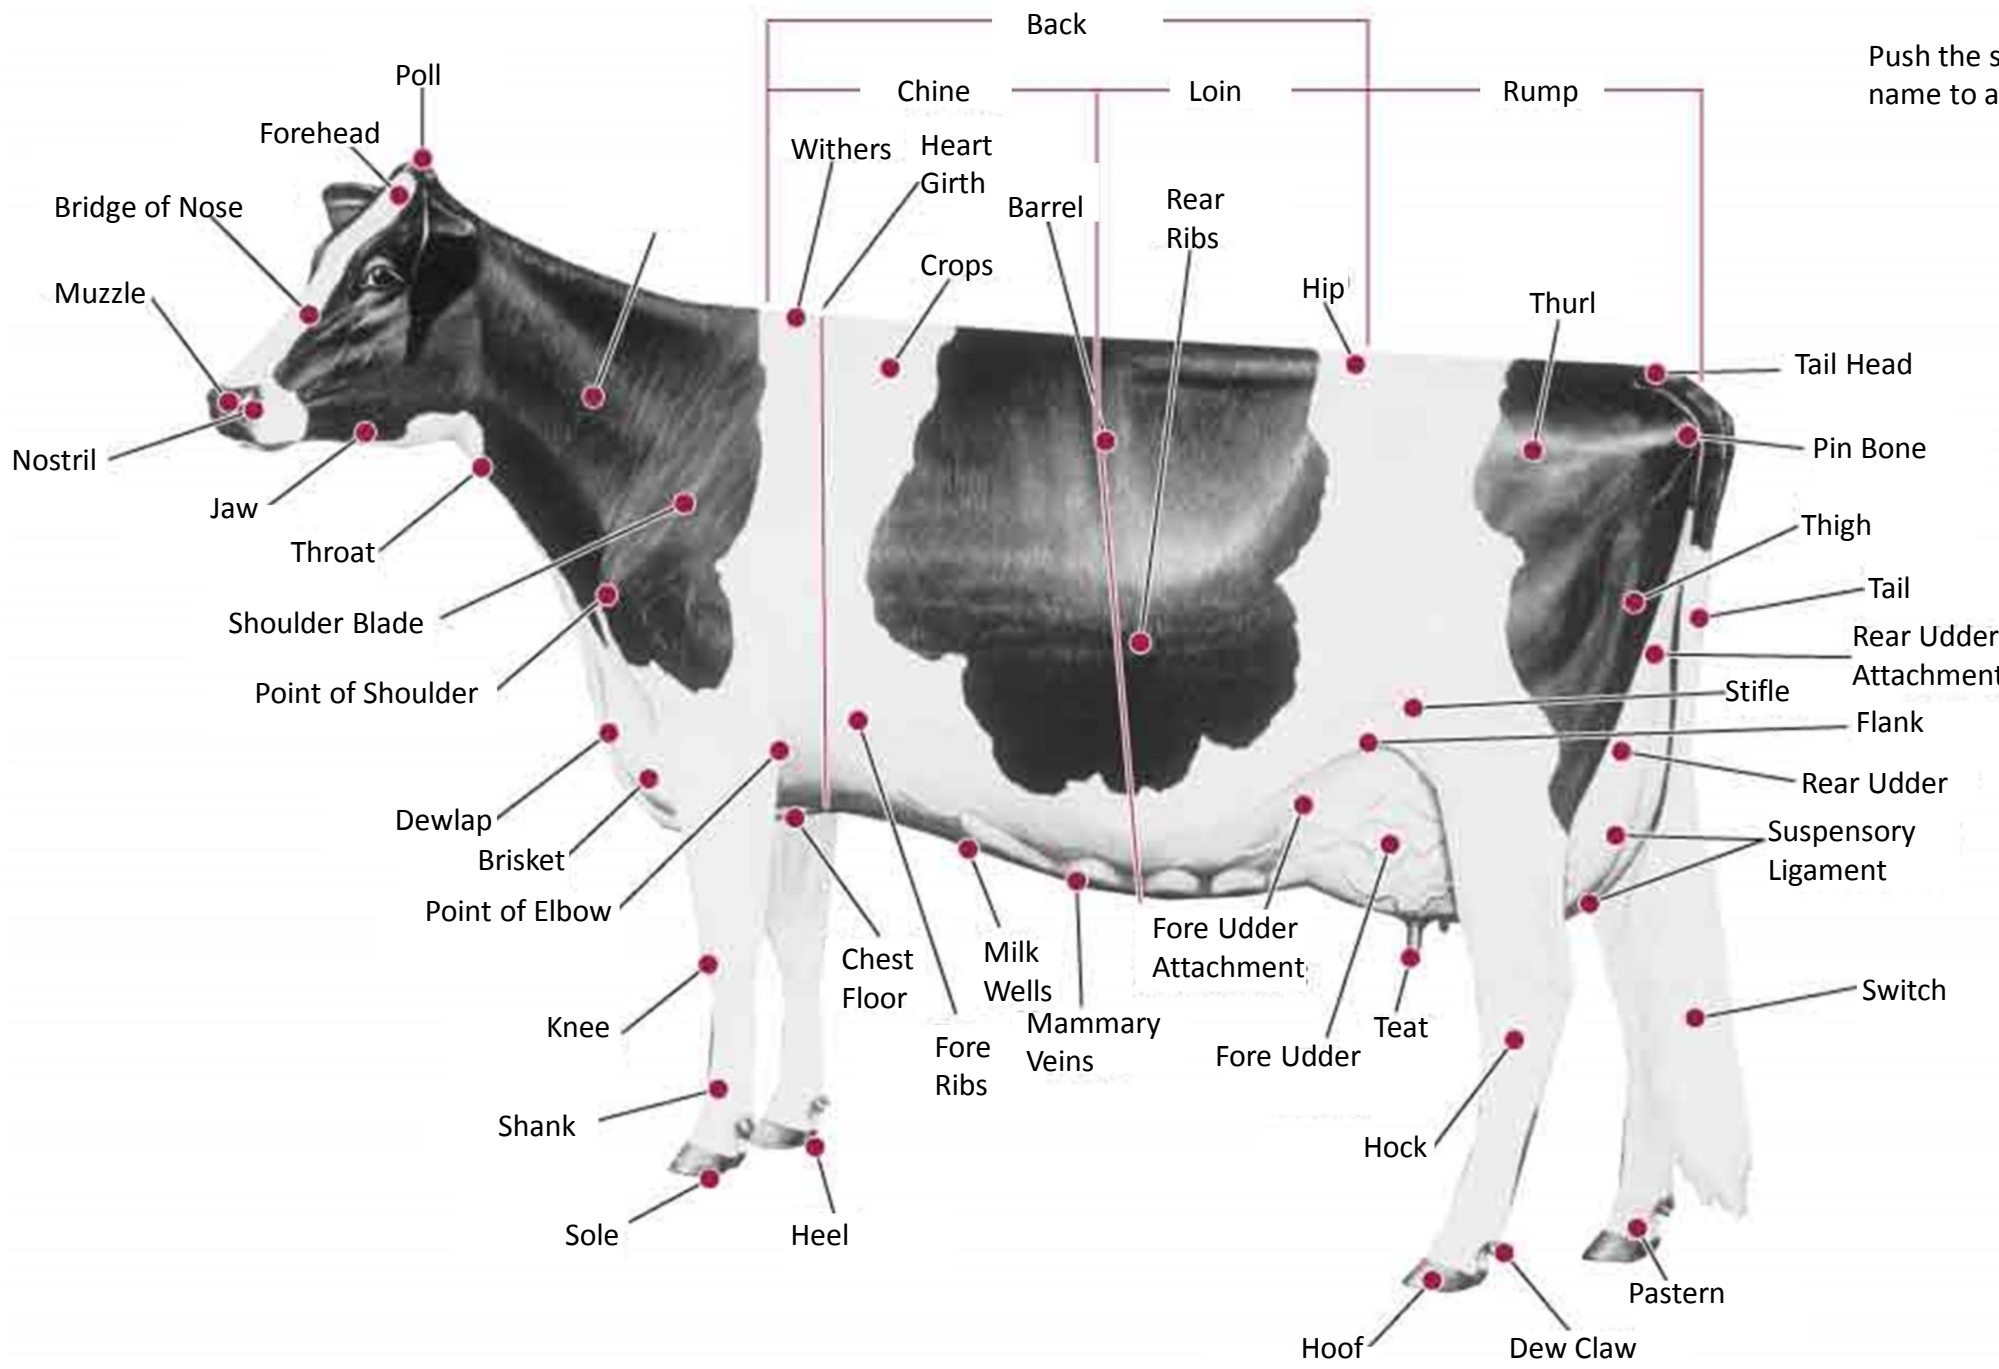 Back
Push the s
name to a
Poll
Chine
Loin
Rump
Forehead
Withers
Heart
Girth
Bridge of Nose
Barrel
Rear
Ribs
Crops
Muzzle
Hip
Thurl
Tail Head
Nostril
Pin Bone
Jaw
Thigh
Throat
Tail
Shoulder Blade
Rear Udder
Attachment
Point of Shoulder
Stifle
Flank
Rear Udder
Dewlap
Suspensory
Ligament
Brisket
Point of Elbow
Fore Udder
Attachment
Chest
Floor
Milk
Wells
Switch
Knee
Mammary
Veins
Teat
Fore
Ribs
Fore Udder
Shank
Hock
Sole
Heel
Pastern
Hoof
Dew Claw